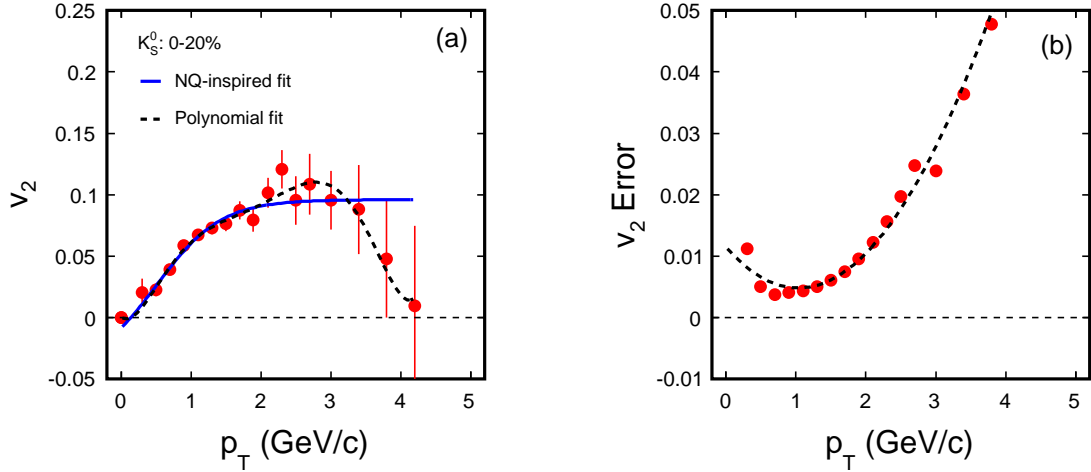 0.25
0.2
0.15
0.1
0.05
0
-0.05
v2
(a)
K0S: 0-20%
NQ-inspired fit
Polynomial fit
0 1 2 3 4 5
pT (GeV/c)
0.05
0.04
0.03
0.02
0.01
0
-0.01
v2 Error
(b)
0 1 2 3 4 5
pT (GeV/c)